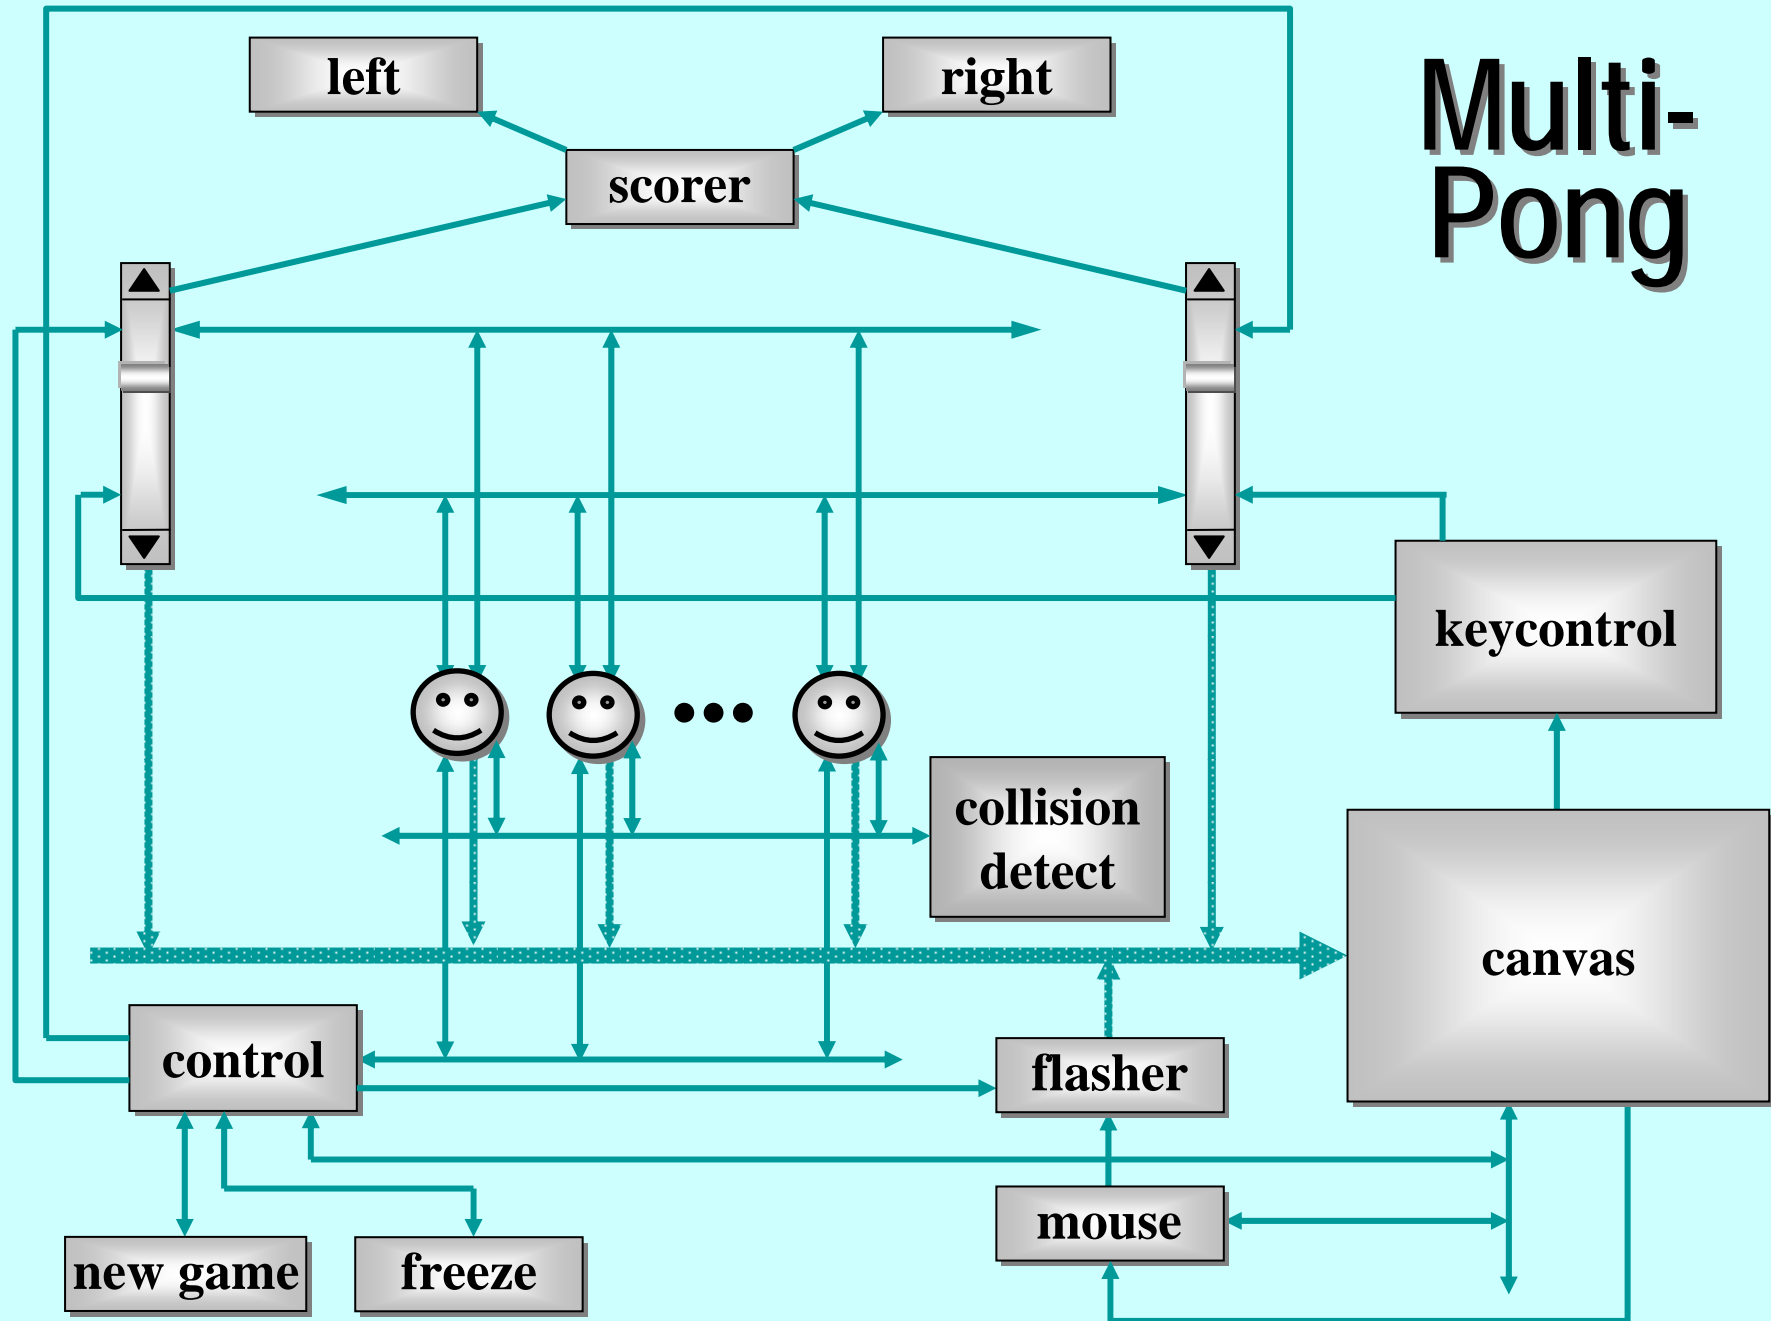 left
right
Multi-
Pong
scorer
keycontrol
collision
detect
canvas
control
flasher
mouse
new game
freeze